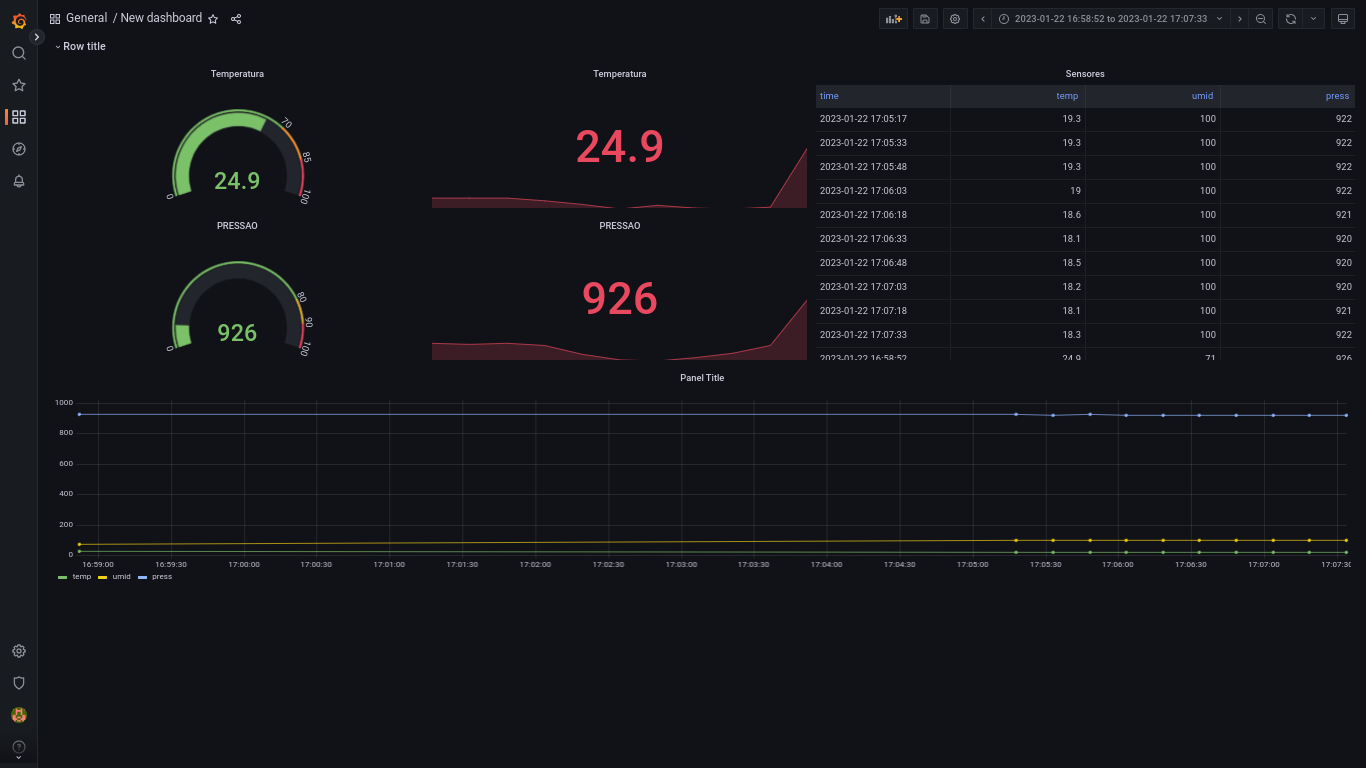 General / New dashboard
2023-01-22 16:58:52 to 2023-01-22 17:07:33
Row title
Temperatura
24.9
0
70
85
100
Temperatura
24.9
PRESSAO
926
0
80
90
100
PRESSAO
926
Sensores
time temp umid press
2023-01-22 17:05:17 19.3 100 922
2023-01-22 17:05:33 19.3 100 922
2023-01-22 17:05:48 19.3 100 922
2023-01-22 17:06:03 19 100 922
2023-01-22 17:06:18 18.6 100 921
2023-01-22 17:06:33 18.1 100 920
2023-01-22 17:06:48 18.5 100 920
2023-01-22 17:07:03 18.2 100 920
2023-01-22 17:07:18 18.1 100 921
2023-01-22 17:07:33 18.3 100 922
2023-01-22 16:58:52 24.9 71 926
Panel Title
1000
800
600
400
200
0
16:59:00 16:59:30 17:00:00 17:00:30 17:01:00 17:01:30 17:02:00 17:02:30 17:03:00 17:03:30 17:04:00 17:04:30 17:05:00 17:05:30 17:06:00 17:06:30 17:07:00 17:07:30
temp umid press